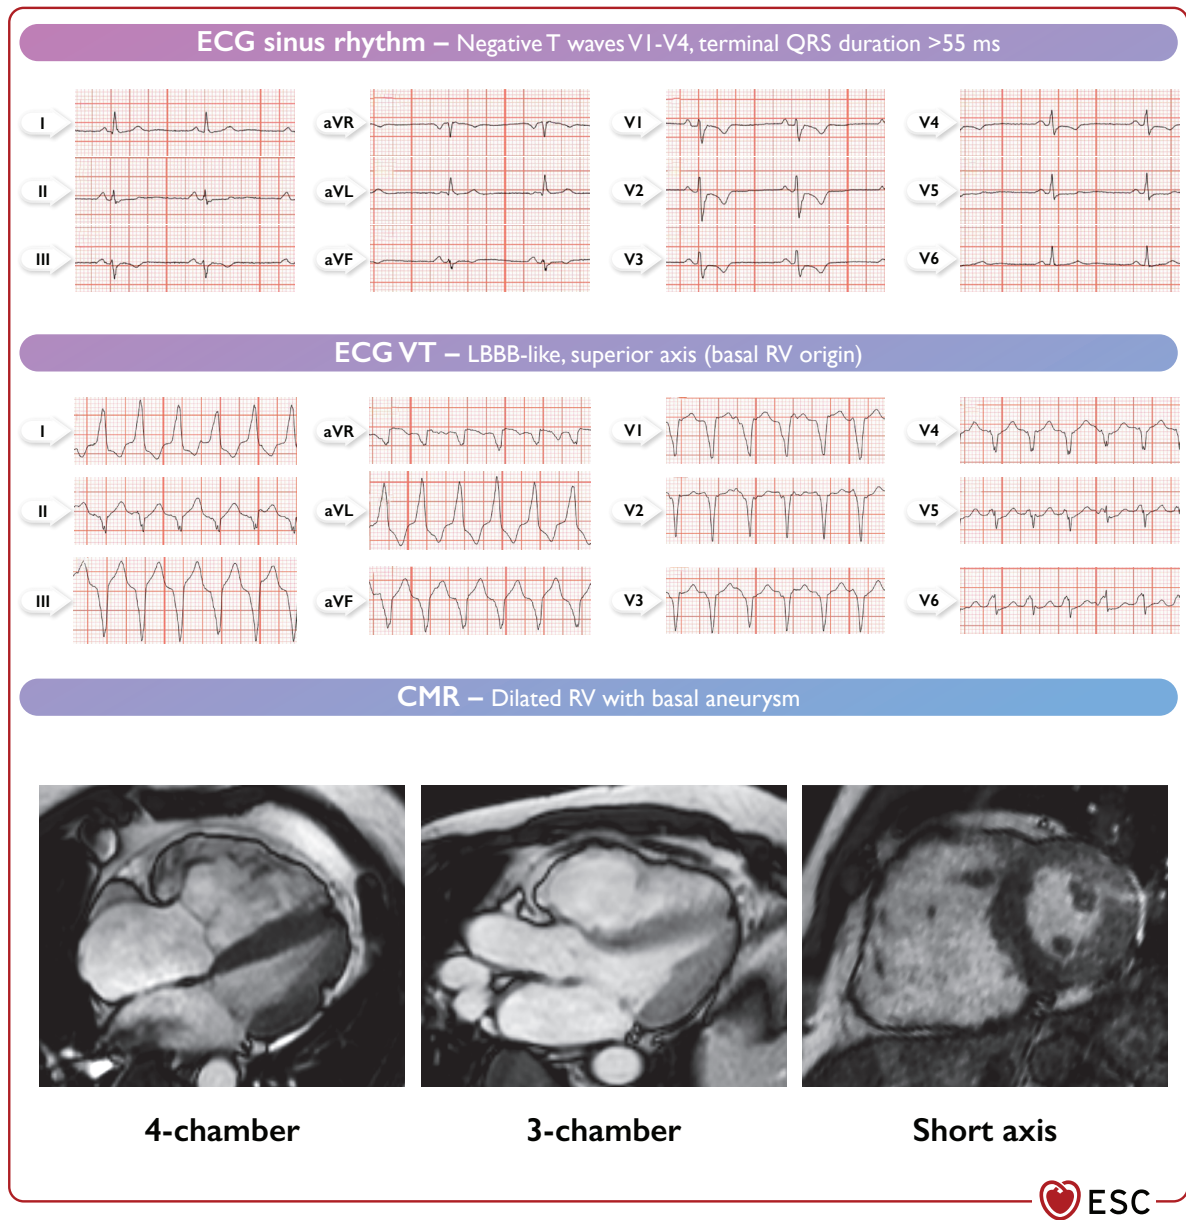 ECG sinus rhythm – Negative T waves V1-V4, terminal QRS duration >55 ms
I
aVR
V1
V4
II
aVL
V2
V5
III
aVF
V3
V6
ECG VT – LBBB-like, superior axis (basal RV origin)
I
aVR
V1
V4
II
aVL
V2
V5
III
aVF
V3
V6
CMR – Dilated RV with basal aneurysm
4-chamber
3-chamber
Short axis
ESC